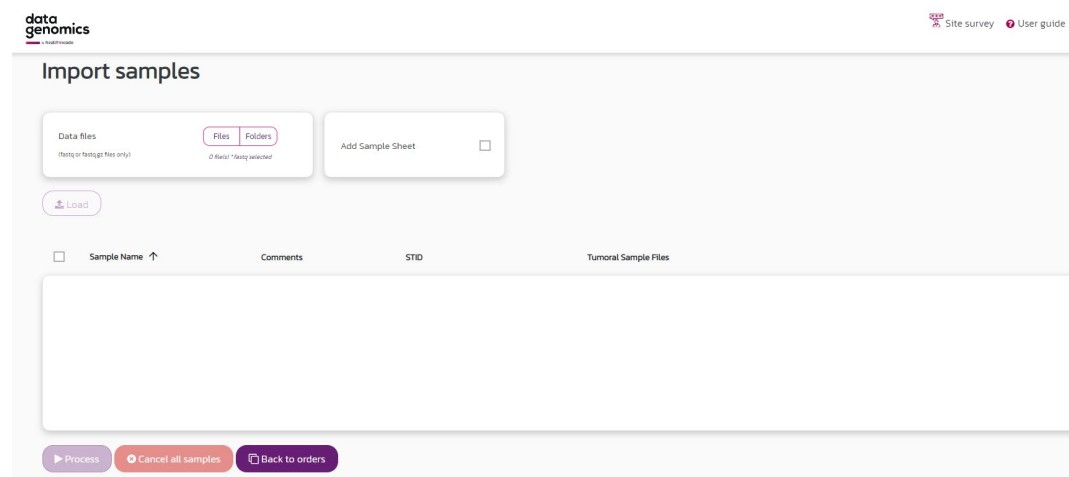 data
genomics
Site survey
User guide
Import samples
Data files
Files
Folders
(fastq or fastq.gz files only)
0 file(s) *fastq selected
Add Sample Sheet
Load
Sample Name
Comments
STID
Tumoral Sample Files
Process
Cancel all samples
Back to orders